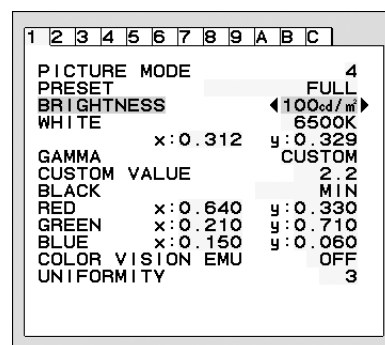 1 2 3 4 5 6 7 8 9 A B C
PICTURE MODE 4
PRESET FULL
BRIGHTNESS ◀100cd/㎡▶
WHITE 6500K
x:0.312 y:0.329
GAMMA CUSTOM
CUSTOM VALUE 2.2
BLACK MIN
RED x:0.640 y:0.330
GREEN x:0.210 y:0.710
BLUE x:0.150 y:0.060
COLOR VISION EMU OFF
UNIFORMITY 3